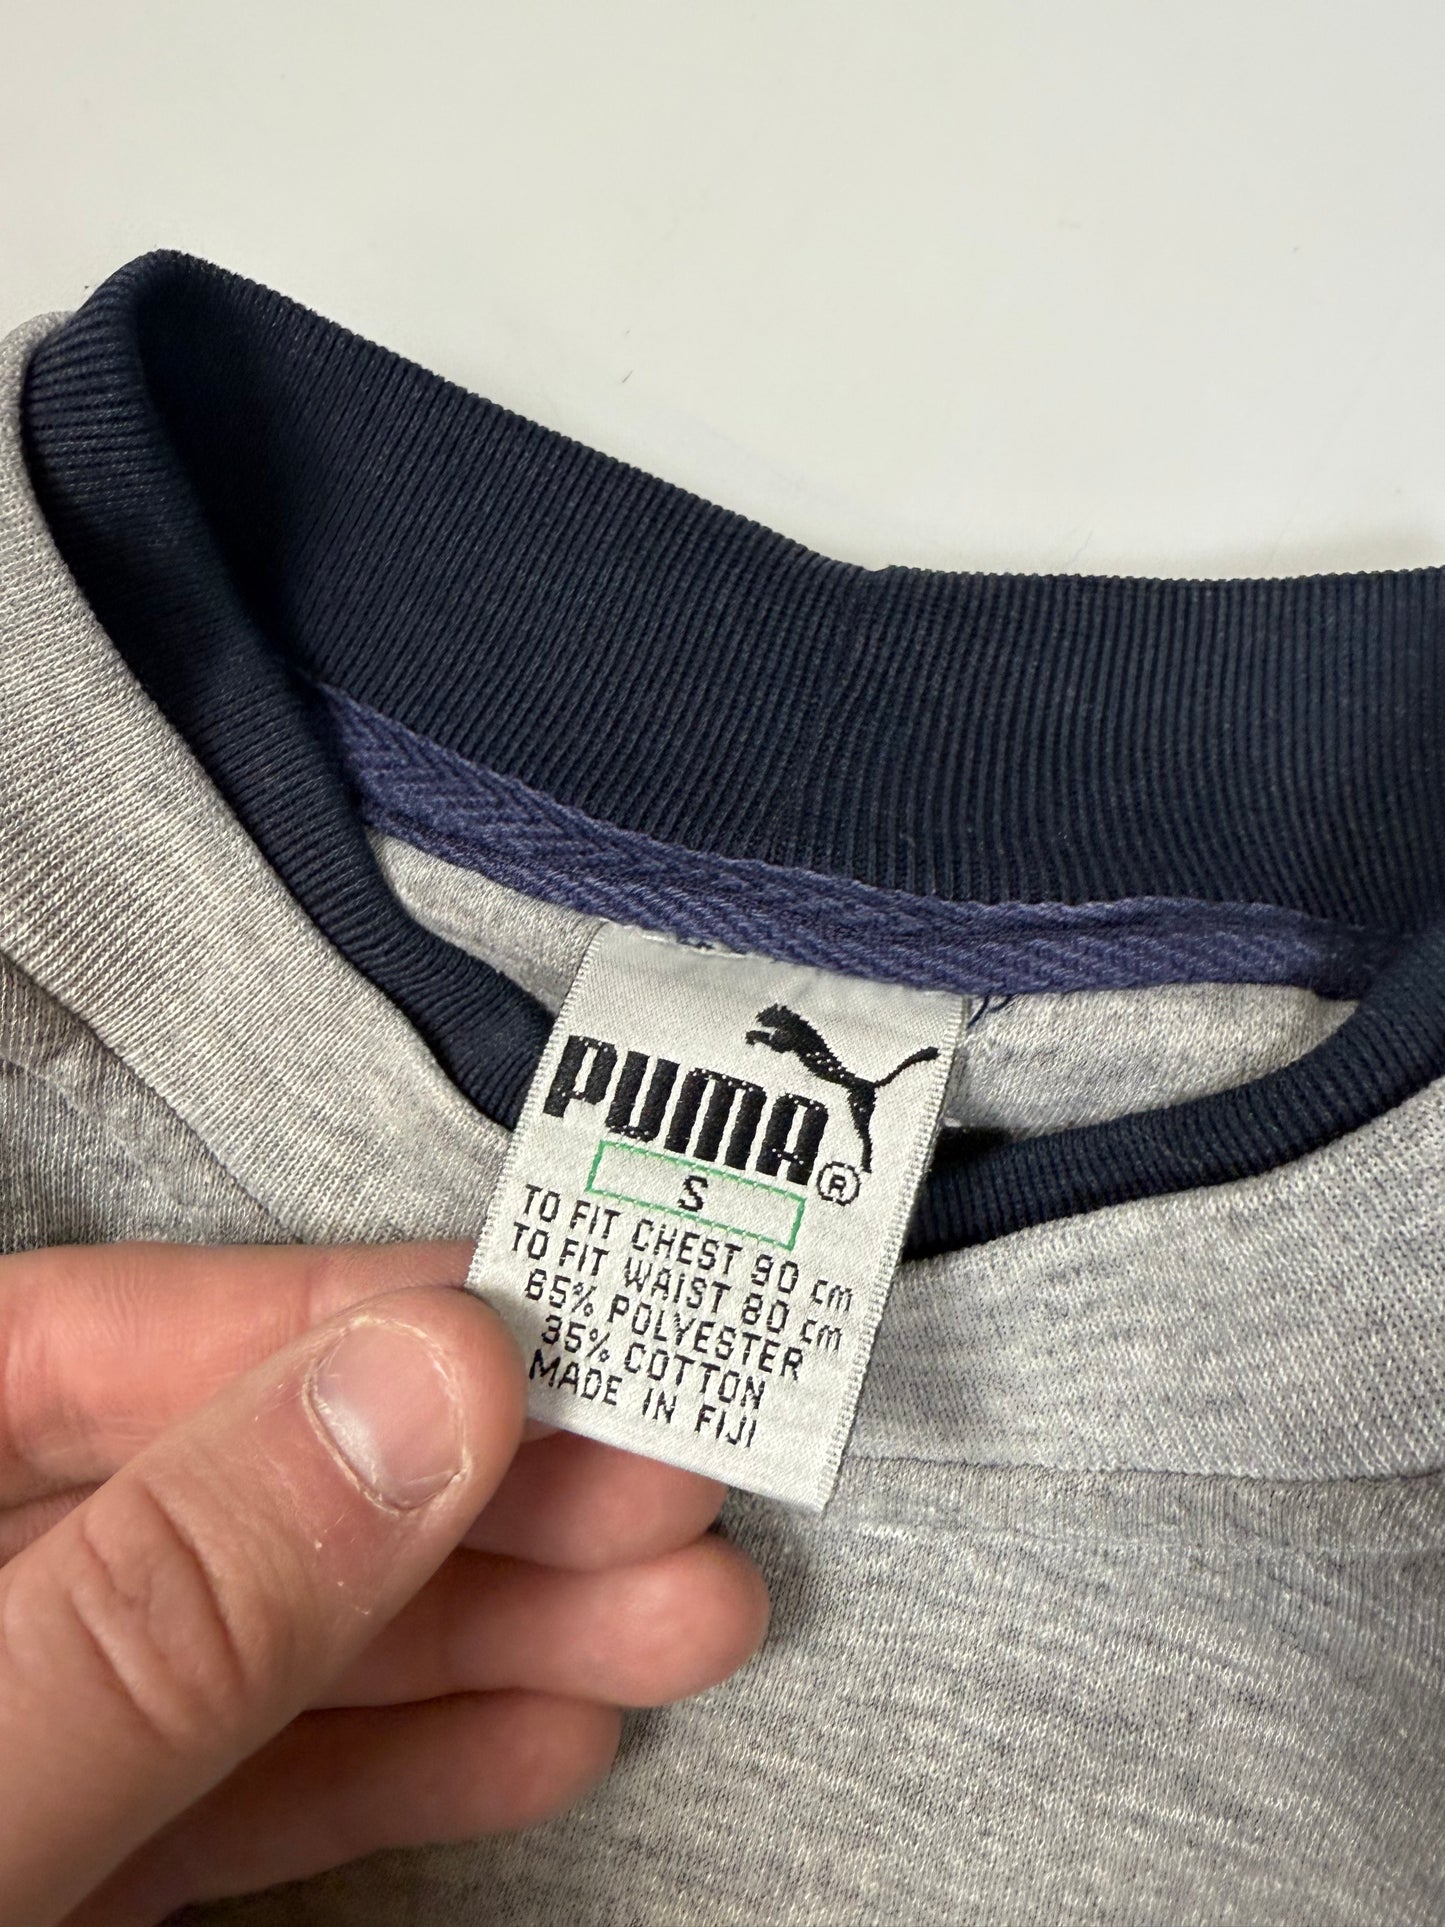 PUMA®
S
TO FIT CHEST 90 cm
TO FIT WAIST 80 cm
65% POLYESTER
35% COTTON
MADE IN FIJI